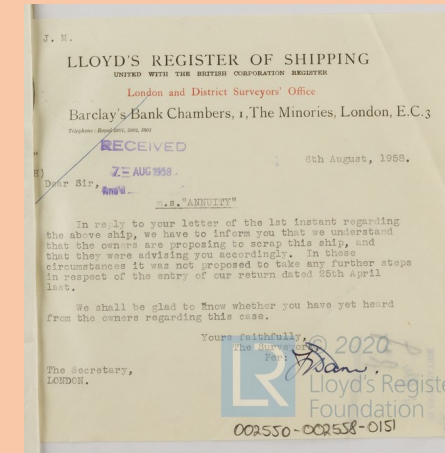 J. M.
LLOYD'S REGISTER OF SHIPPING
UNITED WITH THE BRITISH CORPORATION REGISTER
London and District Surveyors' Office
Barclay's Bank Chambers, 1, The Minories, London, E.C.3
RECEIVED
6th August, 1958.
7 - AUG 1958
Dear Sir,
Ans'd
m.s."ANNUITY"
In reply to your letter of the 1st instant regarding
the above ship, we have to inform you that we understand
that the owners are proposing to scrap this ship, and
that they were advising you accordingly. In these
circumstances it was not proposed to take any further steps
in respect of the entry of our return dated 25th April
last.
We shall be glad to know whether you have yet heard
from the owners regarding this case.
Yours faithfully,
The Surveyors
Per:
© 2020
The Secretary,
LONDON.
LR
Lloyd's Registe
Foundation
002550-002558-0151